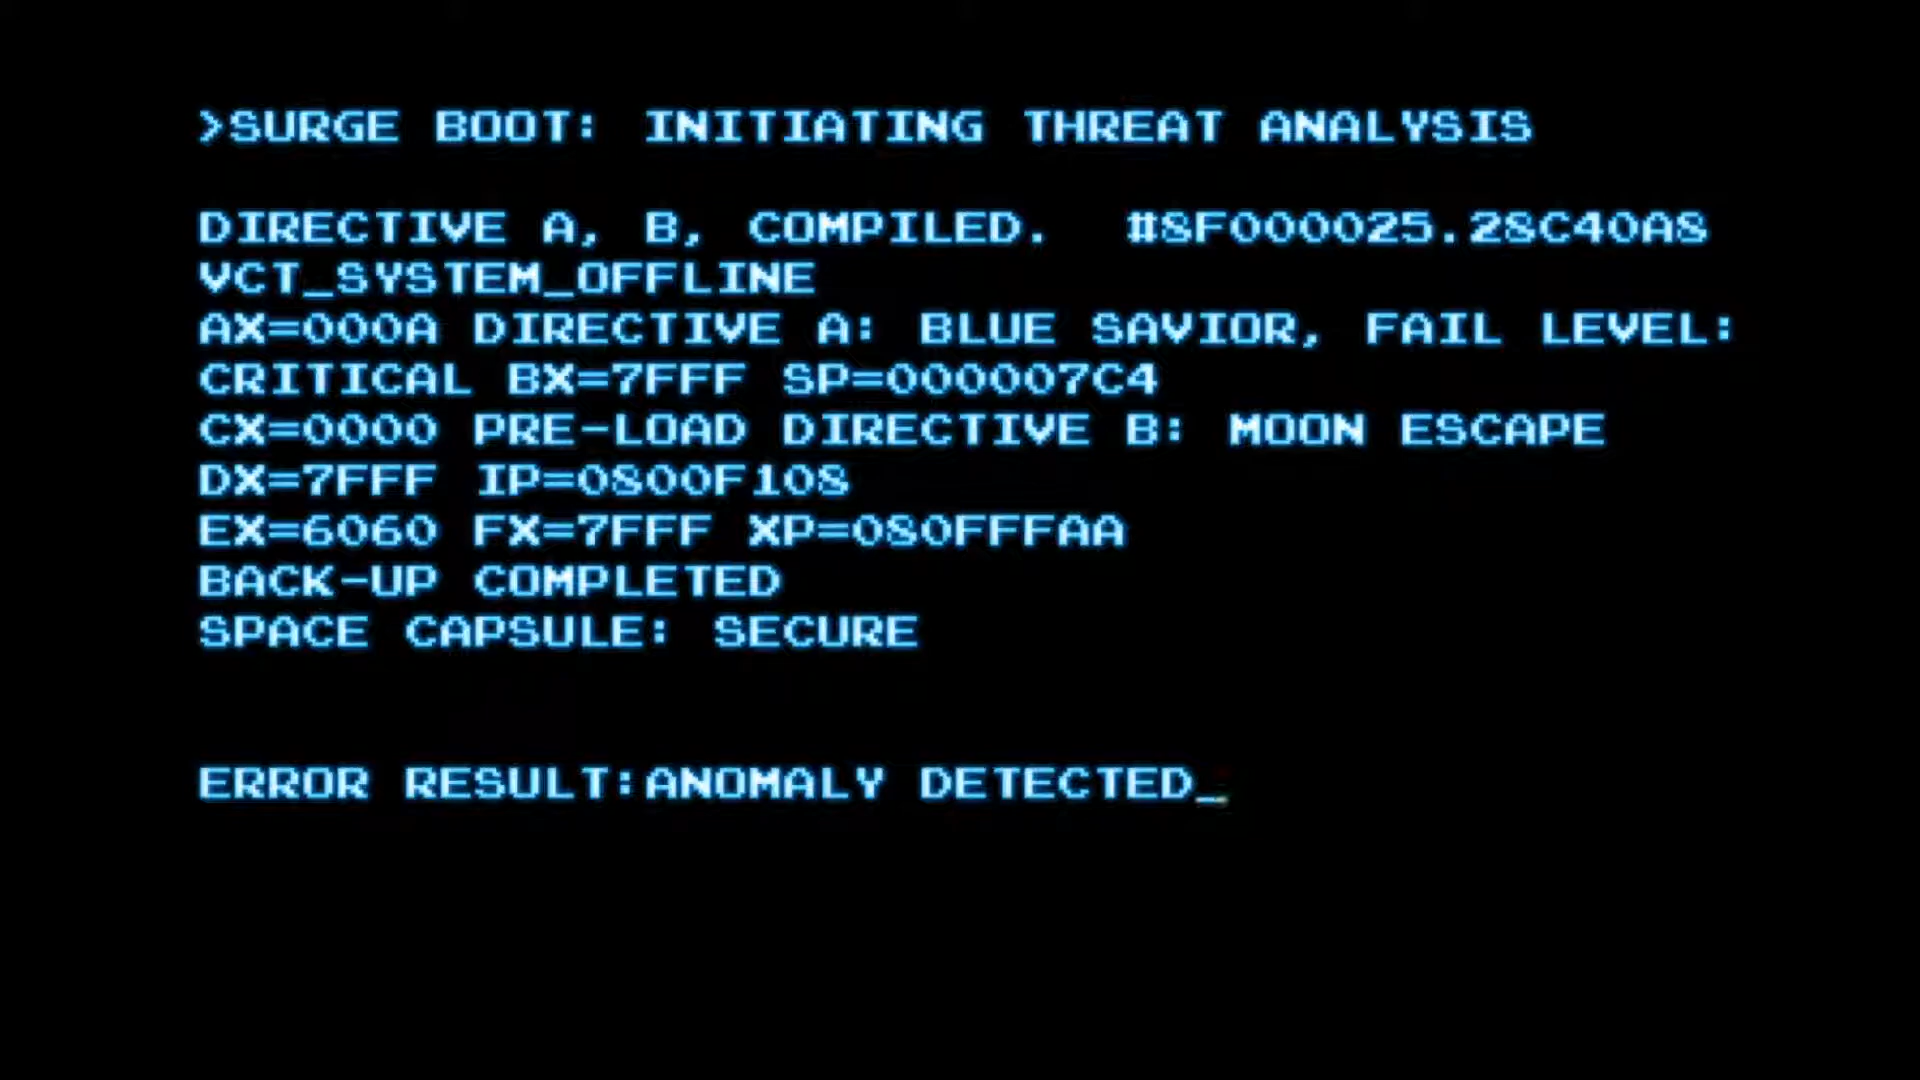 >SURGE BOOT: INITIATING THREAT ANALYSIS
DIRECTIVE A, B, COMPILED. #8F000025.28C40A8
VCT_SYSTEM_OFFLINE
AX=000A DIRECTIVE A: BLUE SAVIOR, FAIL LEVEL:
CRITICAL BX=7FFF SP=000007C4
CX=0000 PRE-LOAD DIRECTIVE B: MOON ESCAPE
DX=7FFF IP=0800F108
EX=6060 FX=7FFF XP=080FFFAA
BACK-UP COMPLETED
SPACE CAPSULE: SECURE
ERROR RESULT:ANOMALY DETECTED_